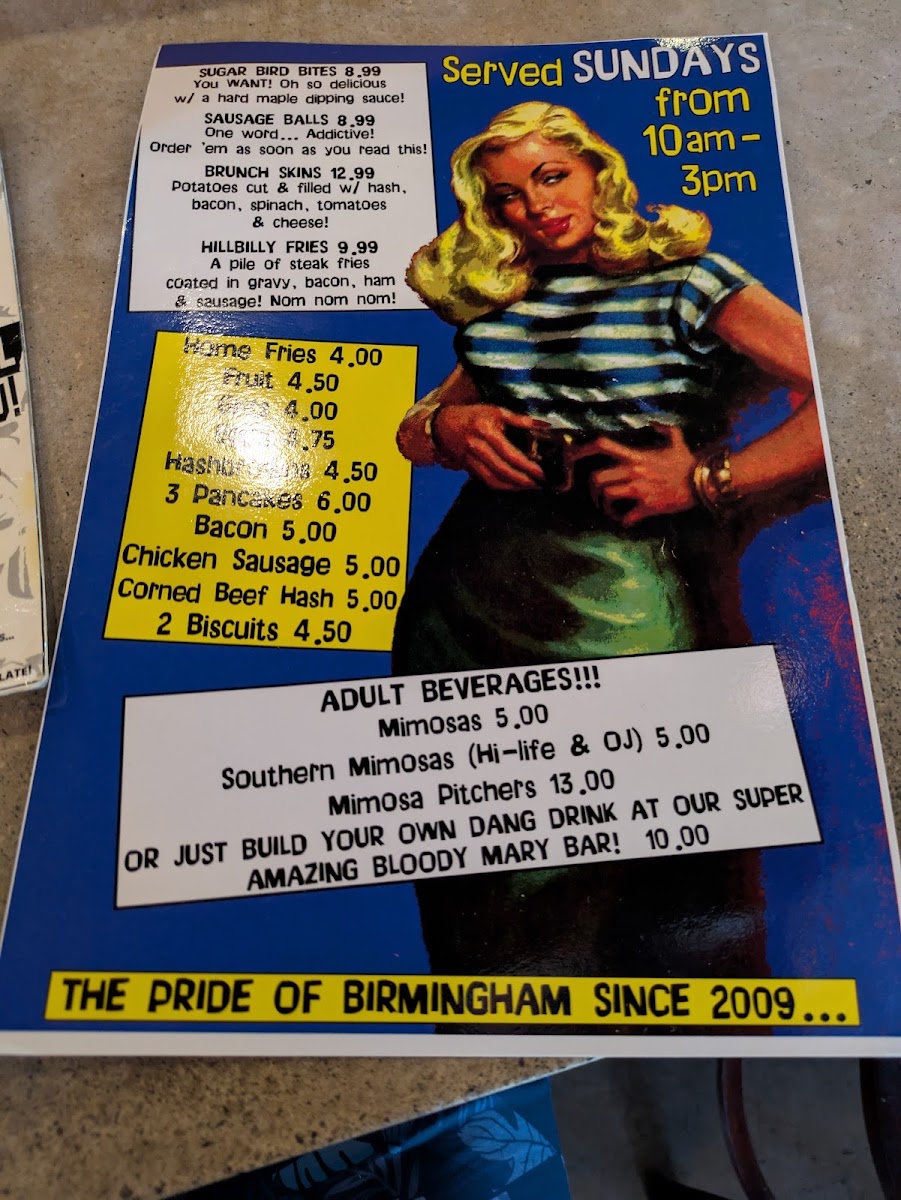 Served SUNDAYS
from
10am-
3pm
SUGAR BIRD BITES 8.99
You WANT! Oh so delicious
w/ a hard maple dipping sauce!
SAUSAGE BALLS 8.99
One word... Addictive!
Order 'em as soon as you read this!
BRUNCH SKINS 12.99
Potatoes cut & filled w/ hash,
bacon, spinach, tomatoes
& cheese!
HILLBILLY FRIES 9.99
A pile of steak fries
coated in gravy, bacon, ham
& sausage! Nom nom nom!
Home Fries 4.00
Fruit 4.50
4.00
.75
Hashbrowns 4.50
3 Pancakes 6.00
Bacon 5.00
Chicken Sausage 5.00
Corned Beef Hash 5.00
2 Biscuits 4.50
ADULT BEVERAGES!!!
Mimosas 5.00
Southern Mimosas (Hi-life & OJ) 5.00
Mimosa Pitchers 13.00
OR JUST BUILD YOUR OWN DANG DRINK AT OUR SUPER
AMAZING BLOODY MARY BAR! 10.00
THE PRIDE OF BIRMINGHAM SINCE 2009...